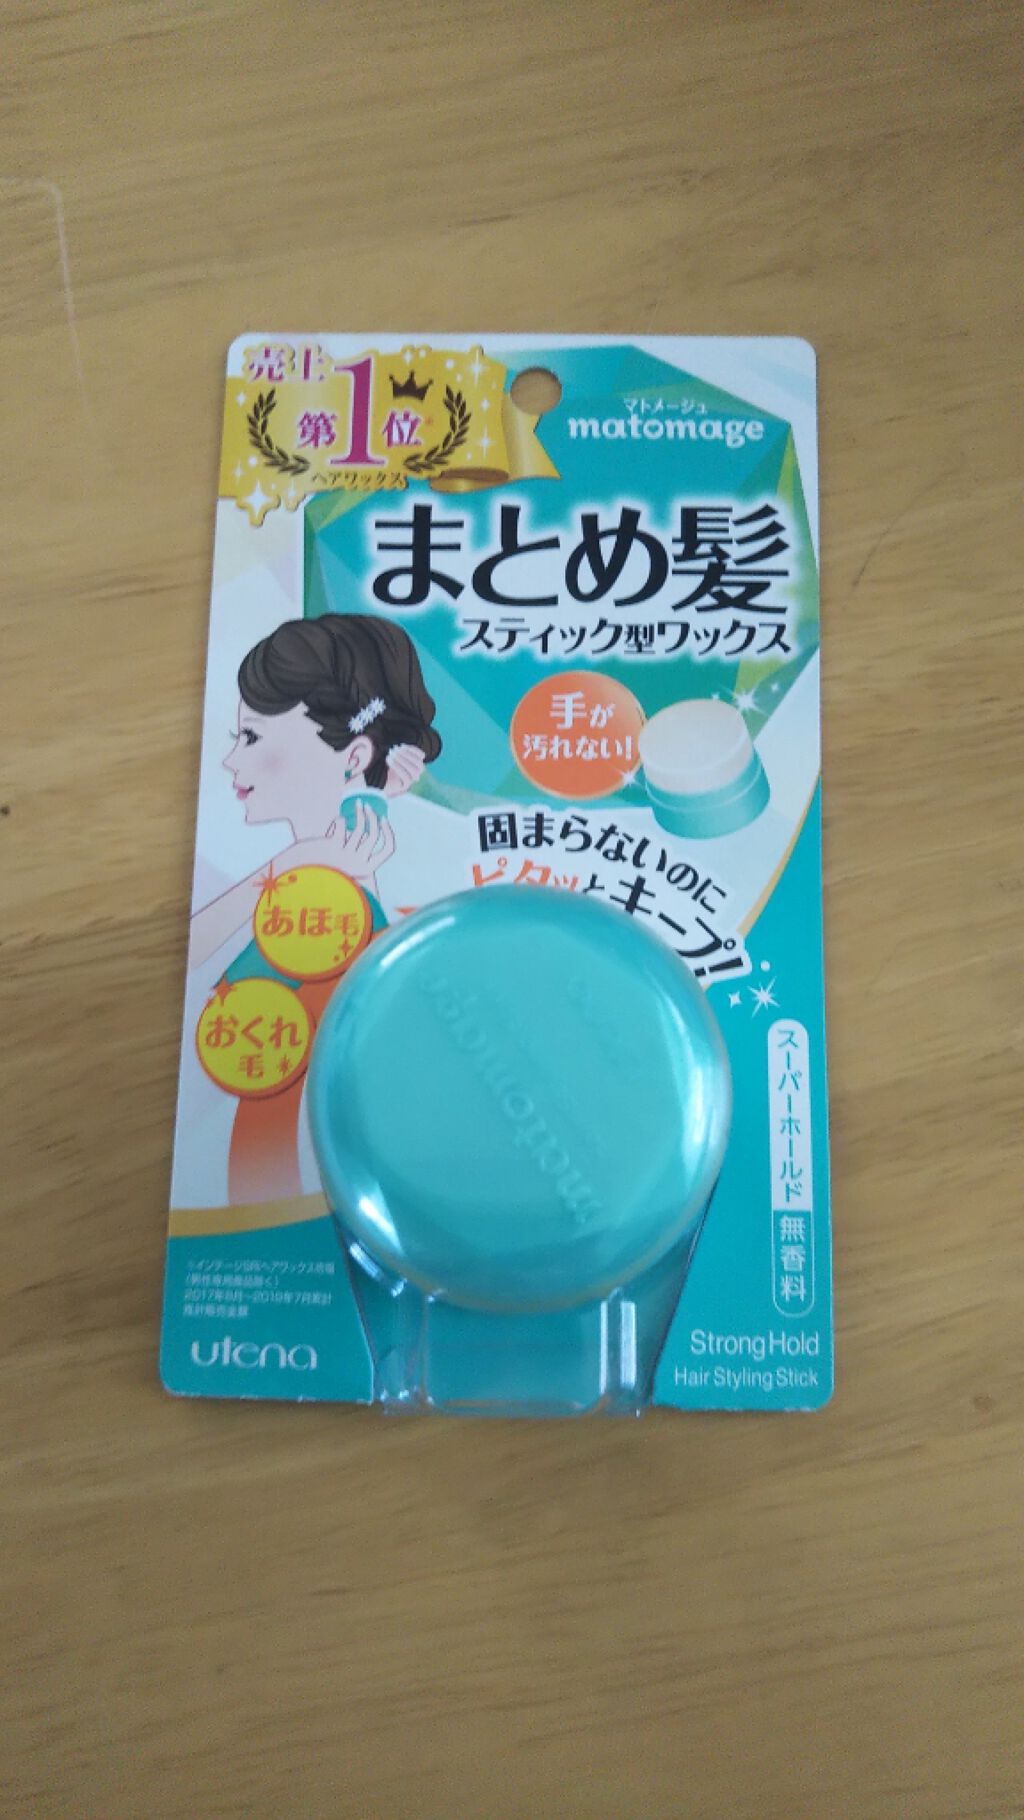 売上
第1位※
ヘアワックス
マトメージュ
matomage
まとめ髪
スティック型ワックス
手が
汚れない!
固まらないのに
ピタッとキープ!!
あほ毛
おくれ
毛
matomage
スーパーホールド
無香料
※インテージSRIヘアワックス市場
(男性専用商品除く)
2017年8月~2019年7月累計
推計販売金額
utena
Strong Hold
Hair Styling Stick